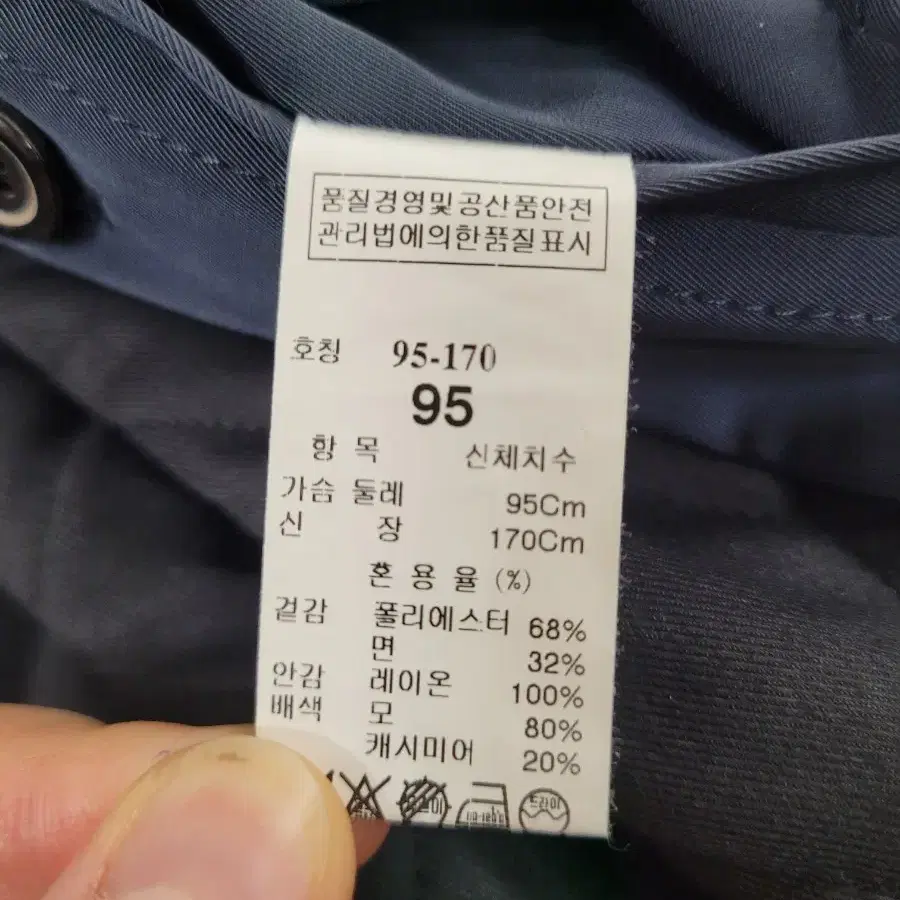 품질경영및공산품안전
관리법에의한품질표시
호칭 95-170
95
항 목 신체치수
가슴 둘레 95Cm
신 장 170Cm
혼 용 율 (%)
겉감 폴리에스터 68%
면 32%
안감 레이온 100%
배색 모 80%
캐시미어 20%
드라이